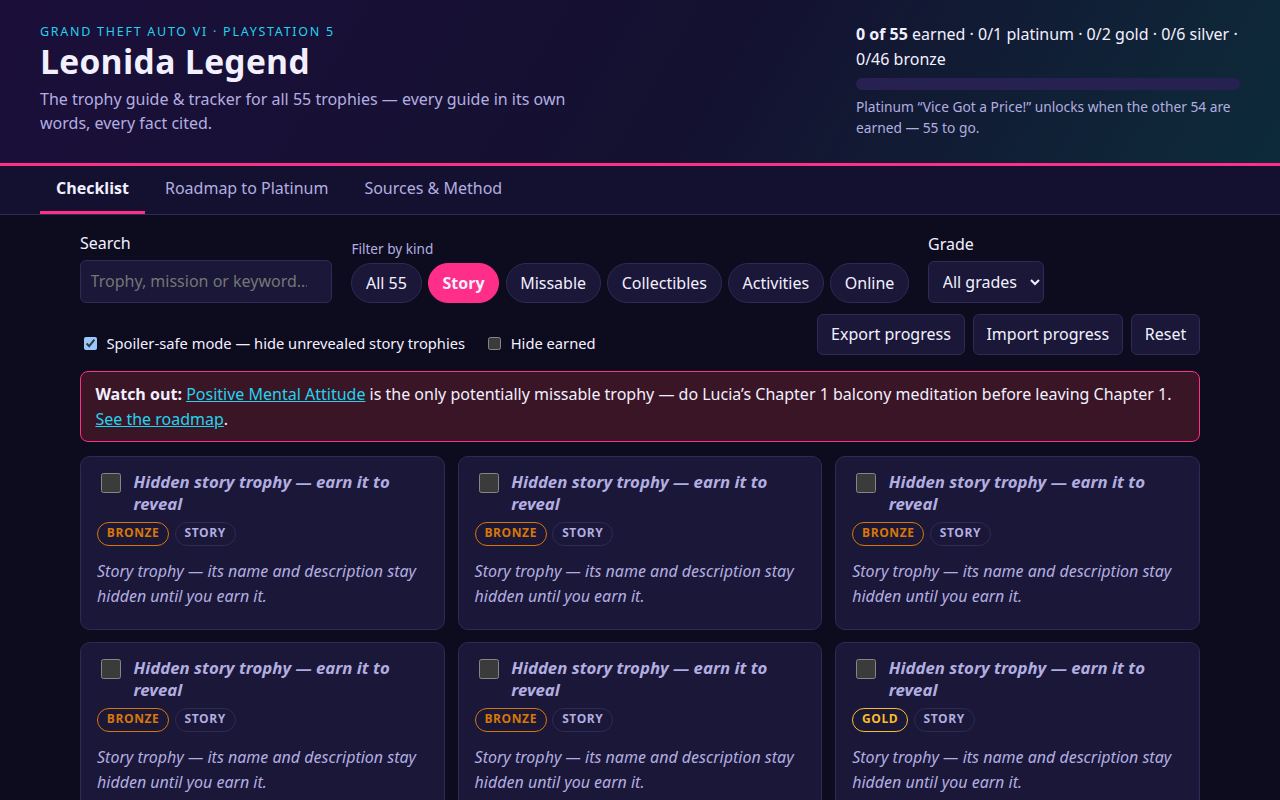 GRAND THEFT AUTO VI · PLAYSTATION 5
Leonida Legend
The trophy guide & tracker for all 55 trophies — every guide in its own
words, every fact cited.
0 of 55 earned · 0/1 platinum · 0/2 gold · 0/6 silver ·
0/46 bronze
Platinum “Vice Got a Price!” unlocks when the other 54 are
earned — 55 to go.
Checklist
Roadmap to Platinum
Sources & Method
Search
Trophy, mission or keyword..
Filter by kind
All 55
Story
Missable
Collectibles
Activities
Online
Grade
All grades
Spoiler-safe mode — hide unrevealed story trophies
Hide earned
Export progress
Import progress
Reset
Watch out: Positive Mental Attitude is the only potentially missable trophy — do Lucia’s Chapter 1 balcony meditation before leaving Chapter 1.
See the roadmap.
Hidden story trophy — earn it to
reveal
BRONZE
STORY
Story trophy — its name and description stay
hidden until you earn it.
Hidden story trophy — earn it to
reveal
BRONZE
STORY
Story trophy — its name and description stay
hidden until you earn it.
Hidden story trophy — earn it to
reveal
BRONZE
STORY
Story trophy — its name and description stay
hidden until you earn it.
Hidden story trophy — earn it to
reveal
BRONZE
STORY
Story trophy — its name and description stay
hidden until you earn it.
Hidden story trophy — earn it to
reveal
BRONZE
STORY
Story trophy — its name and description stay
hidden until you earn it.
Hidden story trophy — earn it to
reveal
GOLD
STORY
Story trophy — its name and description stay
hidden until you earn it.